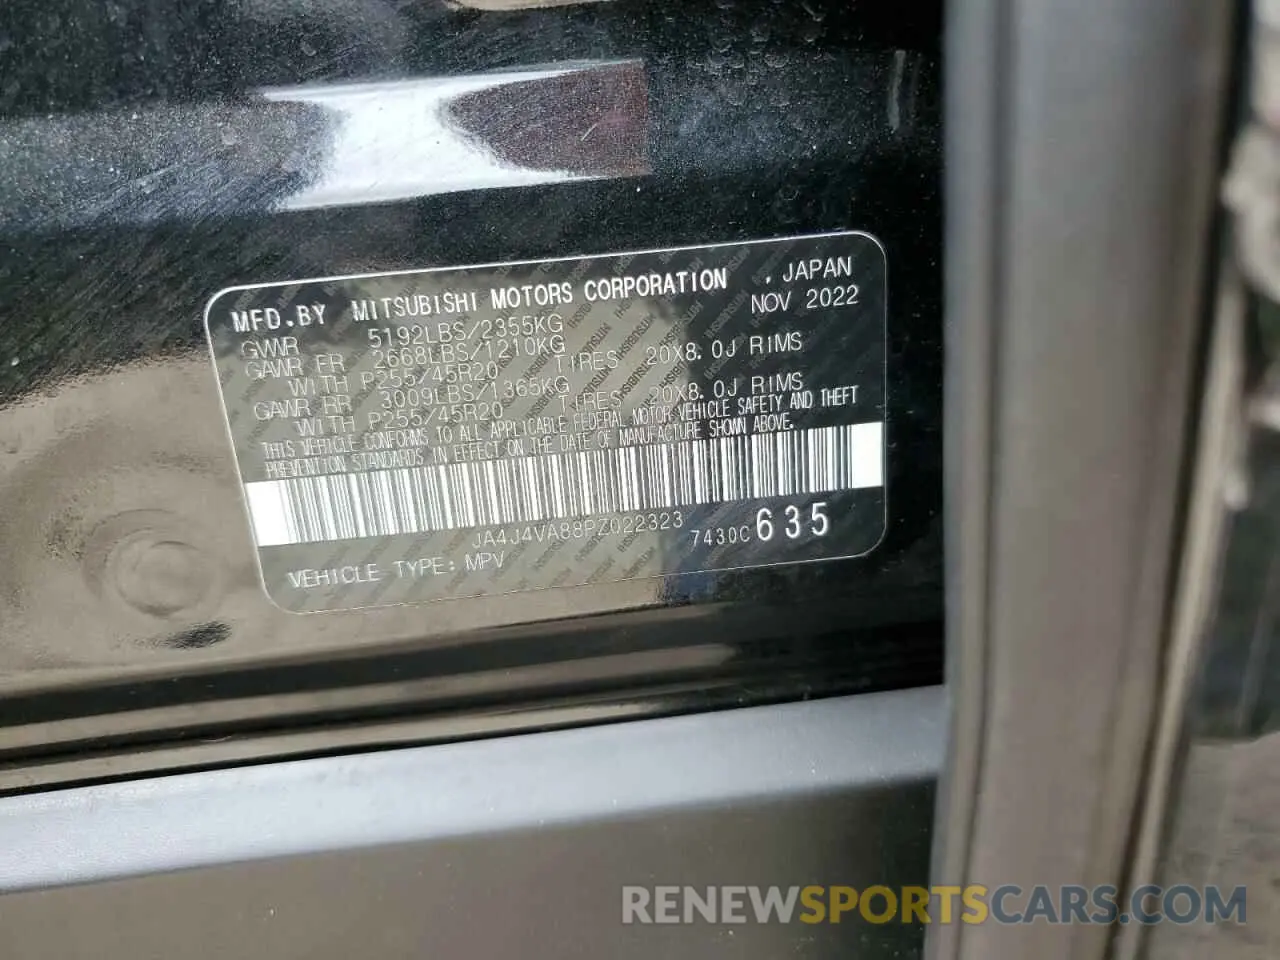 MFD.BY MITSUBISHI MOTORS CORPORATION , JAPAN
NOV 2022
GVWR 5192LBS/2355KG
GAWR FR 2668LBS/1210KG
WITH P255/45R20 TIRES 20X8.0J RIMS
GAWR RR 3009LBS/1365KG
WITH P255/45R20 TIRES 20X8.0J RIMS
THIS VEHICLE CONFORMS TO ALL APPLICABLE FEDERAL MOTOR VEHICLE SAFETY AND THEFT
PREVENTION STANDARDS IN EFFECT ON THE DATE OF MANUFACTURE SHOWN ABOVE.
JA4J4VA88PZ022323
7430C 635
VEHICLE TYPE: MPV
RENEWSPORTSCARS.COM